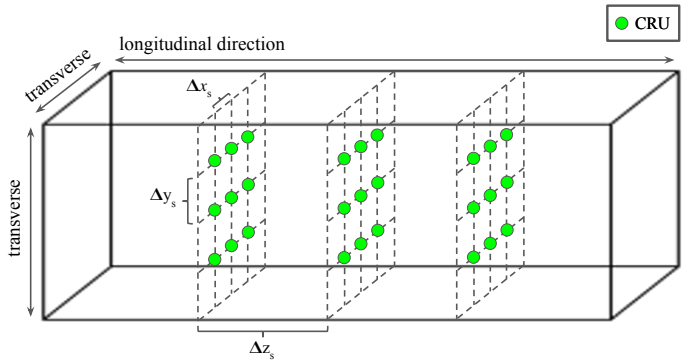 CRU
longitudinal direction
transverse
Δxs
Δys
transverse
Δzs